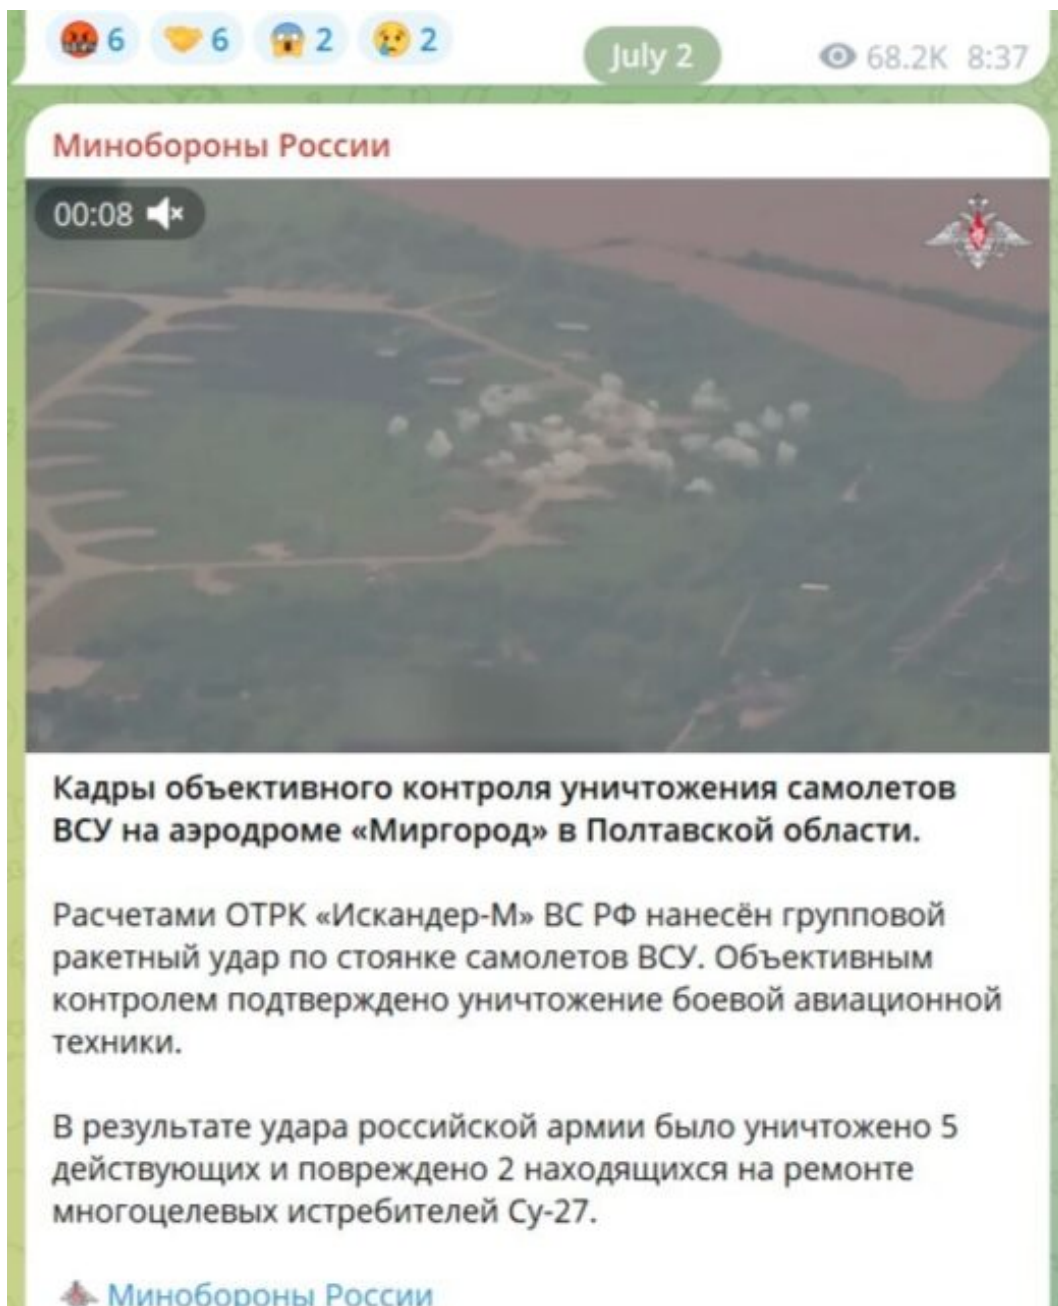 6 6 2 2
July 2
68.2K 8:37
Минобороны России
00:08
Кадры объективного контроля уничтожения самолетов
ВСУ на аэродроме «Миргород» в Полтавской области.
Расчетами ОТРК «Искандер-М» ВС РФ нанесён групповой
ракетный удар по стоянке самолетов ВСУ. Объективным
контролем подтверждено уничтожение боевой авиационной
техники.
В результате удара российской армии было уничтожено 5
действующих и повреждено 2 находящихся на ремонте
многоцелевых истребителей Су-27.
Минобороны России